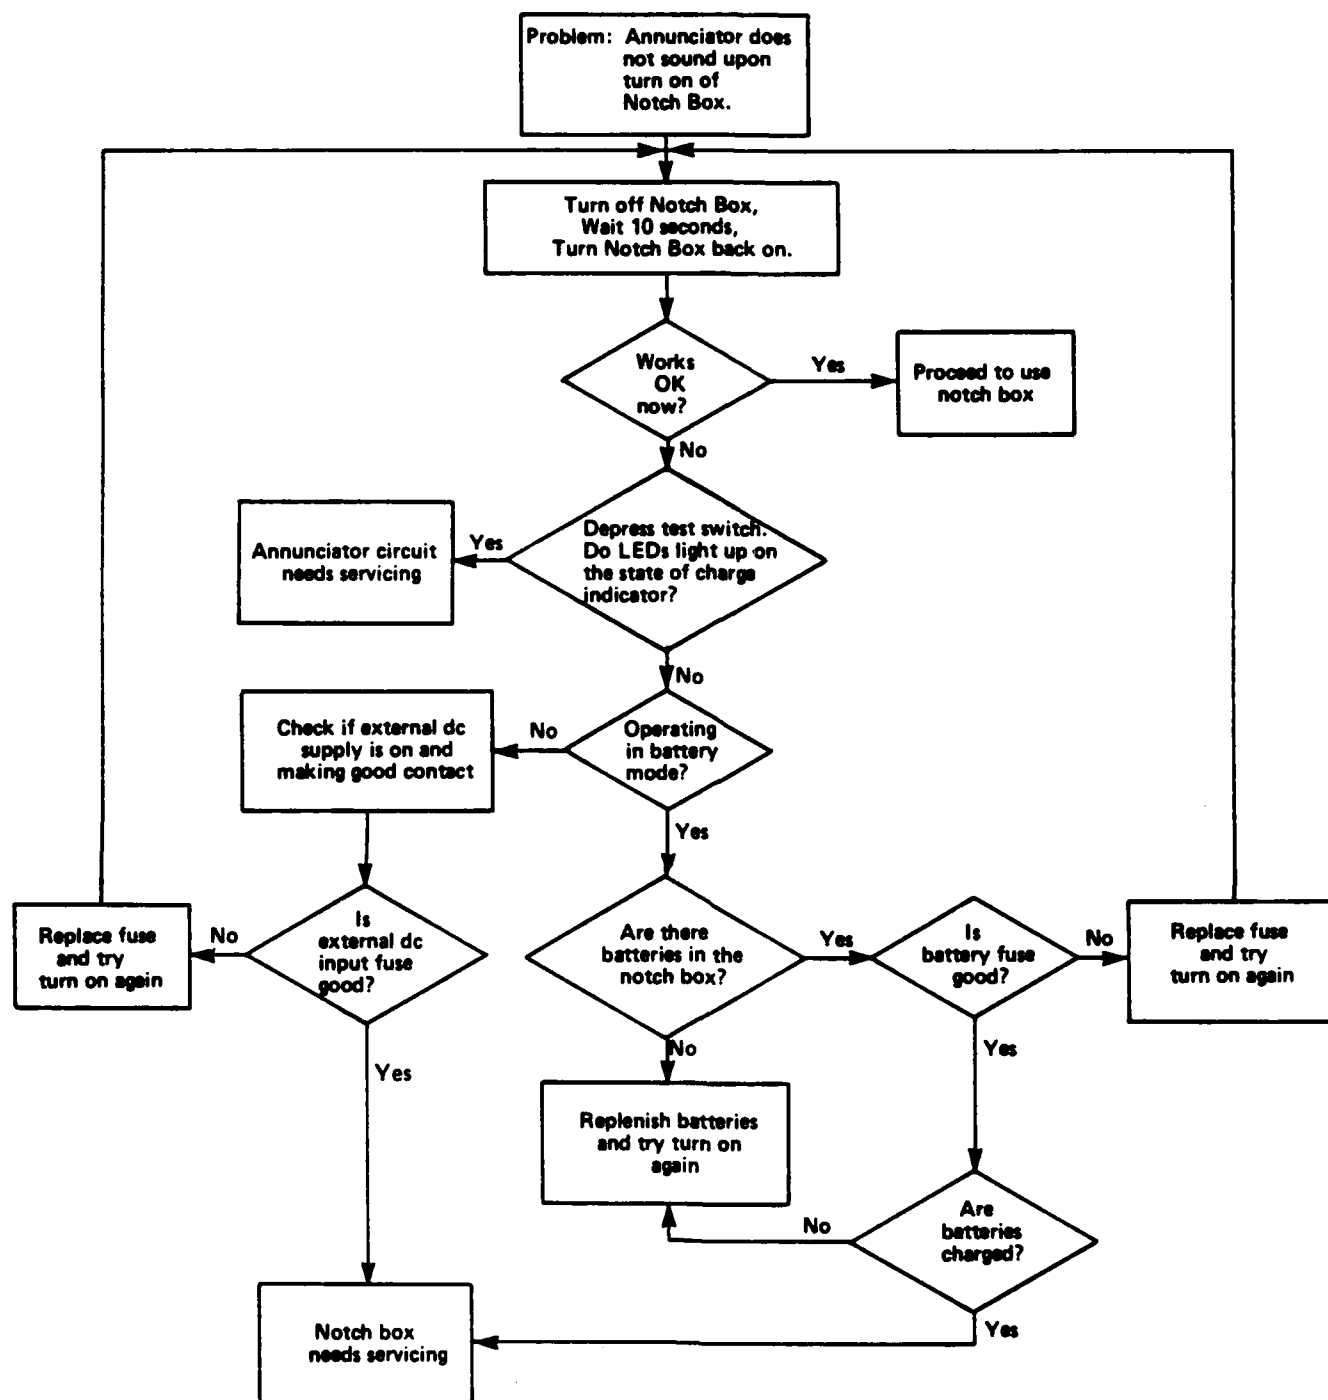 Problem: Annunciator does
not sound upon
turn on of
Notch Box.
Turn off Notch Box,
Wait 10 seconds,
Turn Notch Box back on.
Works
OK
now?
Yes
Proceed to use
notch box
No
Depress test switch.
Do LEDs light up on
the state of charge
indicator?
Yes
Annunciator circuit
needs servicing
No
Operating
in battery
mode?
No
Check if external dc
supply is on and
making good contact
Yes
Is
external dc
input fuse
good?
No
Replace fuse
and try
turn on again
Are there
batteries in the
notch box?
Yes
Is
battery fuse
good?
No
Replace fuse
and try
turn on again
Yes
No
Yes
Replenish batteries
and try turn on
again
Are
batteries
charged?
No
Yes
Notch box
needs servicing